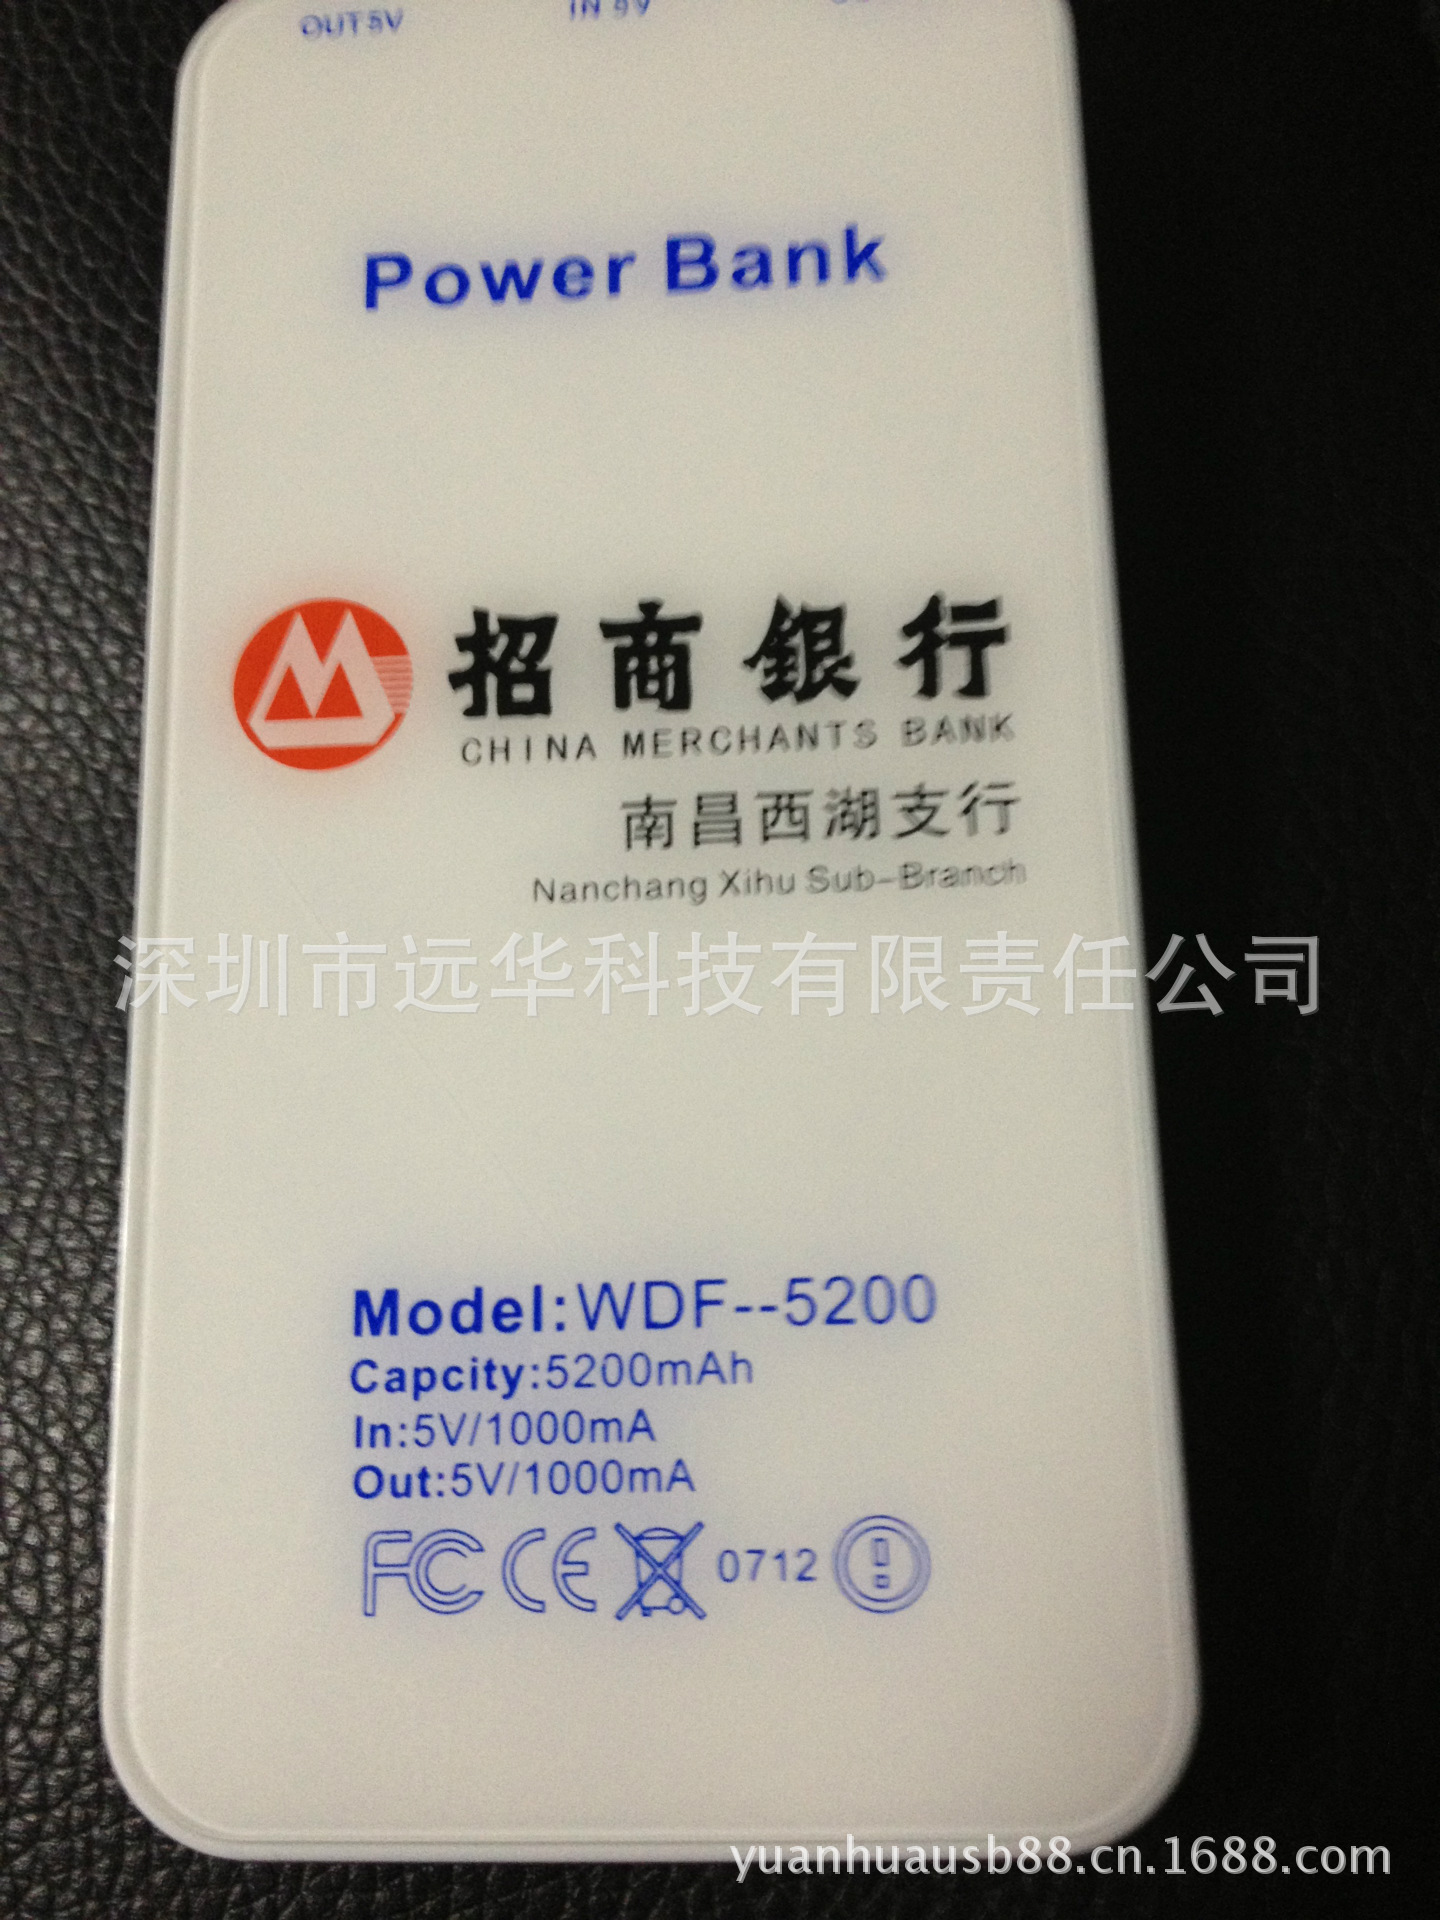 OUT5V
IN 5V
Power Bank
招商銀行
CHINA MERCHANTS BANK
南昌西湖支行
Nanchang Xihu Sub-Branch
深圳市远华科技有限责任公司
Model:WDF--5200
Capcity:5200mAh
In:5V/1000mA
Out:5V/1000mA
FC CE 0712
yuanhuausb88.cn.1688.com